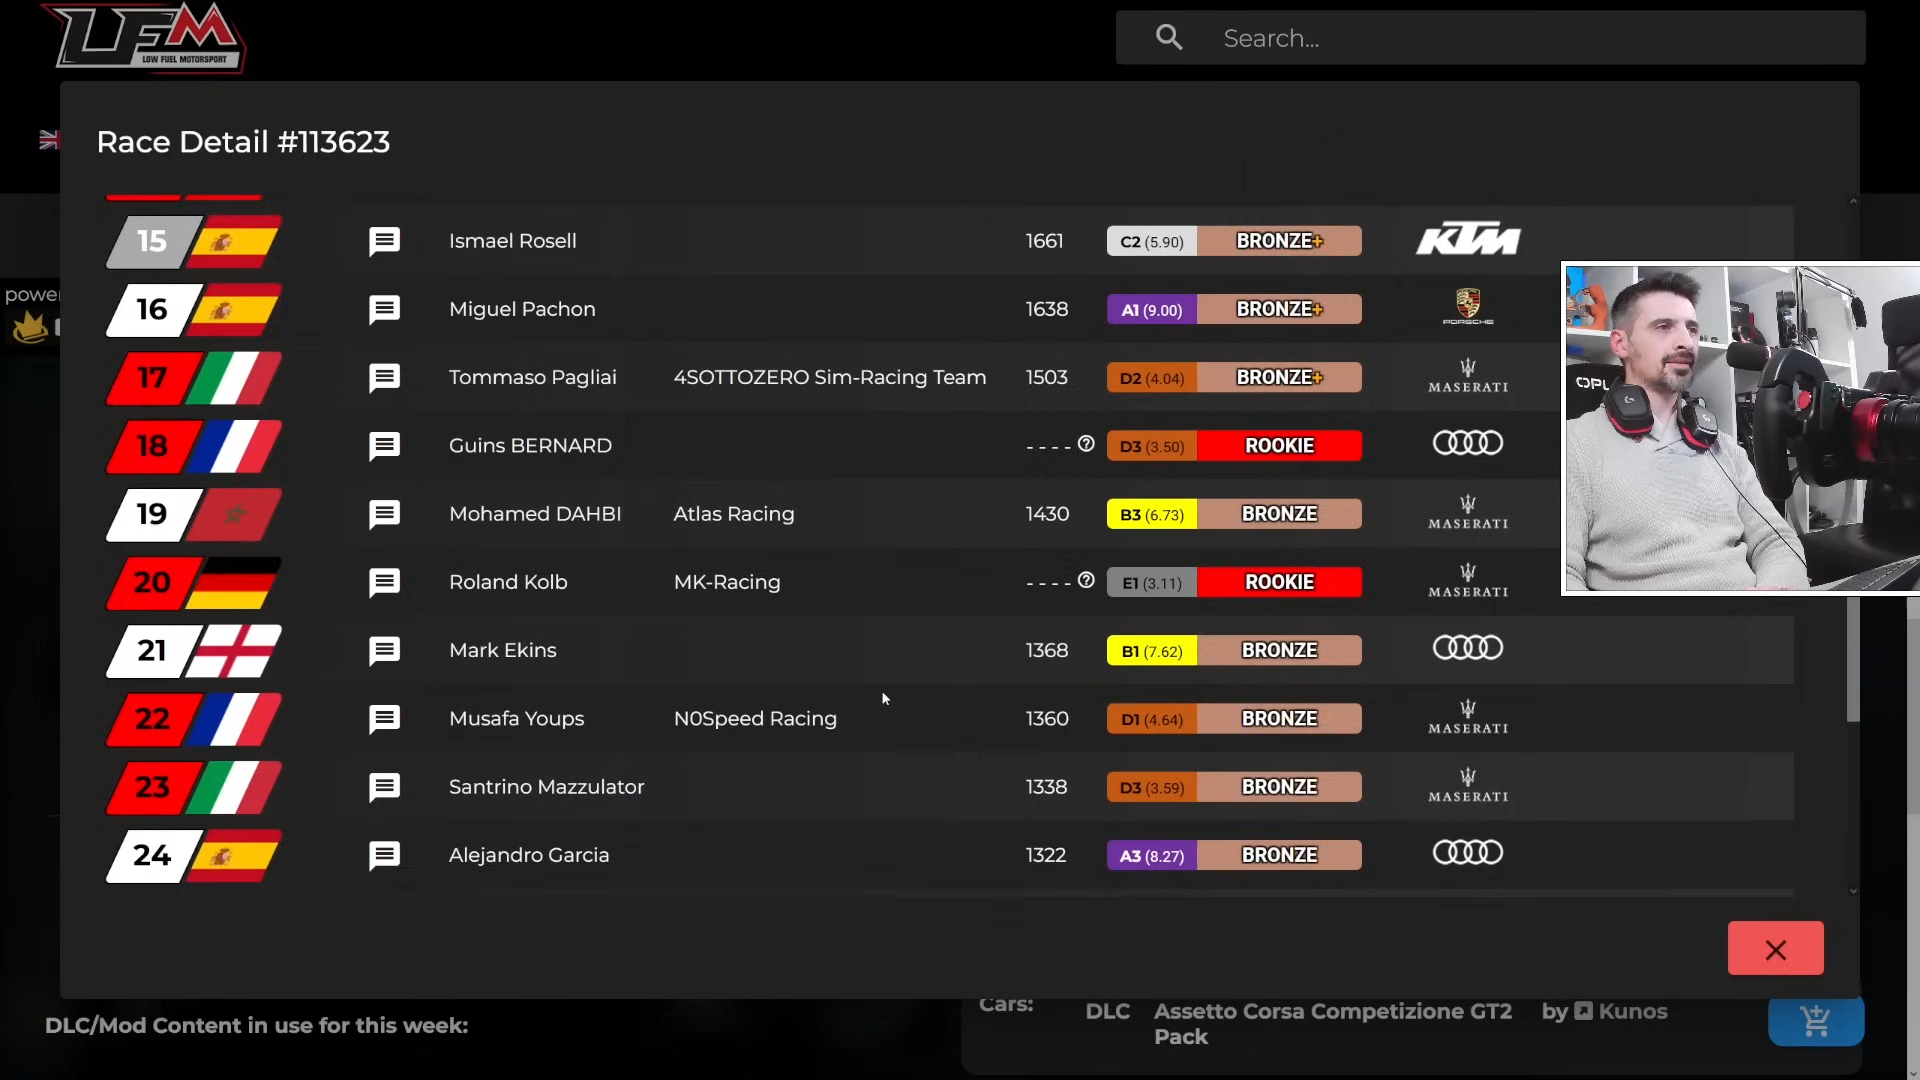 LFM
LOW FUEL MOTORSPORT
Search...
Race Detail #113623
15 Ismael Rosell 1661 C2 (5.90) BRONZE+ KTM
16 Miguel Pachon 1638 A1 (9.00) BRONZE+ PORSCHE
17 Tommaso Pagliai 4SOTTOZERO Sim-Racing Team 1503 D2 (4.04) BRONZE+ MASERATI
18 Guins BERNARD ---- D3 (3.50) ROOKIE
19 Mohamed DAHBI Atlas Racing 1430 B3 (6.73) BRONZE MASERATI
20 Roland Kolb MK-Racing ---- E1 (3.11) ROOKIE MASERATI
21 Mark Ekins 1368 B1 (7.62) BRONZE
22 Musafa Youps N0Speed Racing 1360 D1 (4.64) BRONZE MASERATI
23 Santrino Mazzulator 1338 D3 (3.59) BRONZE MASERATI
24 Alejandro Garcia 1322 A3 (8.27) BRONZE
power
OPL
DLC/Mod Content in use for this week:
Cars: DLC Assetto Corsa Competizione GT2 by Kunos
Pack